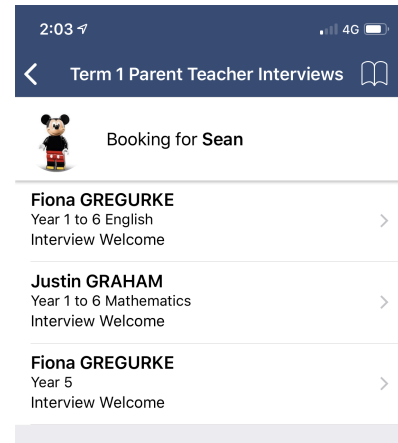 2:03 4G
Term 1 Parent Teacher Interviews
Booking for Sean
Fiona GREGURKE
Year 1 to 6 English
Interview Welcome
Justin GRAHAM
Year 1 to 6 Mathematics
Interview Welcome
Fiona GREGURKE
Year 5
Interview Welcome